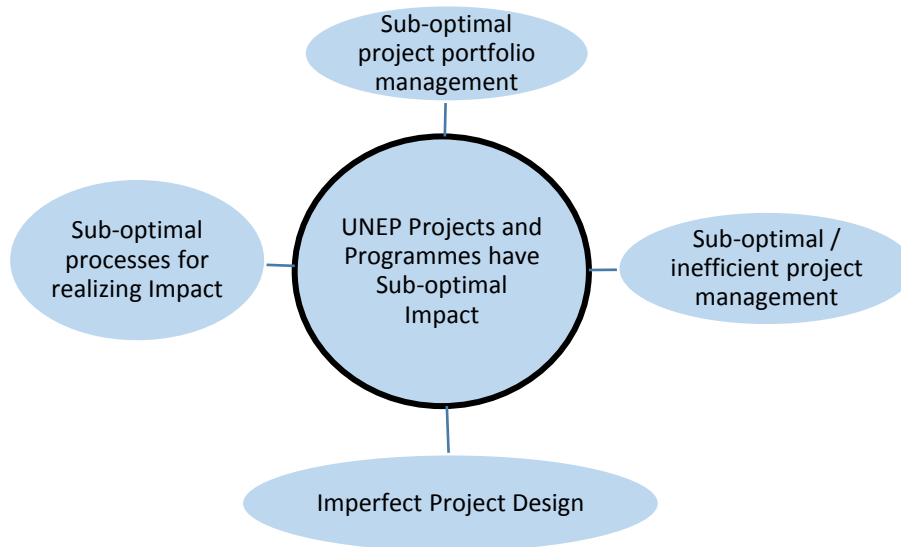 Sub-optimal
project portfolio
management
Sub-optimal
processes for
realizing Impact
UNEP Projects and
Programmes have
Sub-optimal
Impact
Sub-optimal /
inefficient project
management
Imperfect Project Design